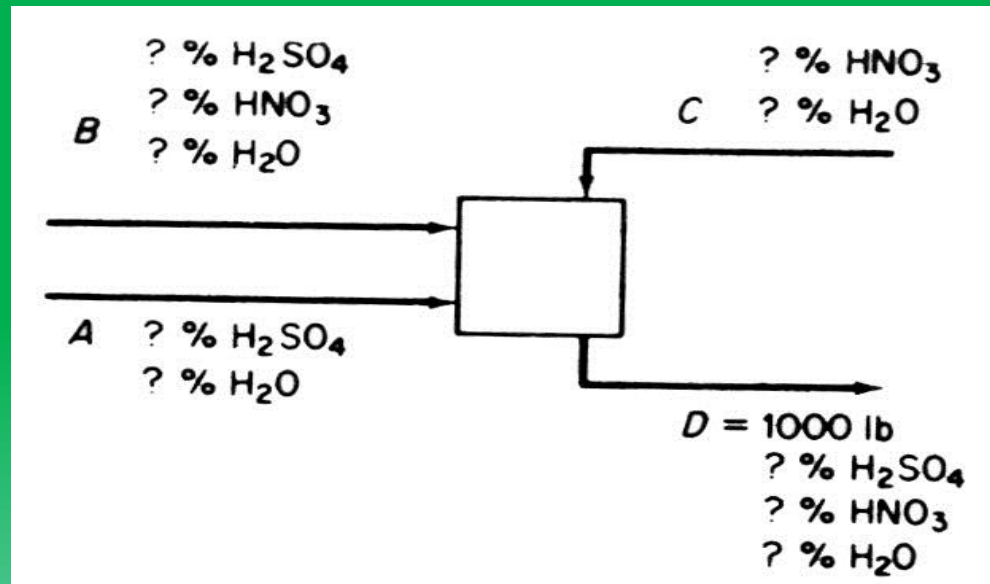 ? % H₂SO₄
? % HNO₃
B ? % H₂O
? % HNO₃
C ? % H₂O
A ? % H₂SO₄
? % H₂O
D = 1000 lb
? % H₂SO₄
? % HNO₃
? % H₂O